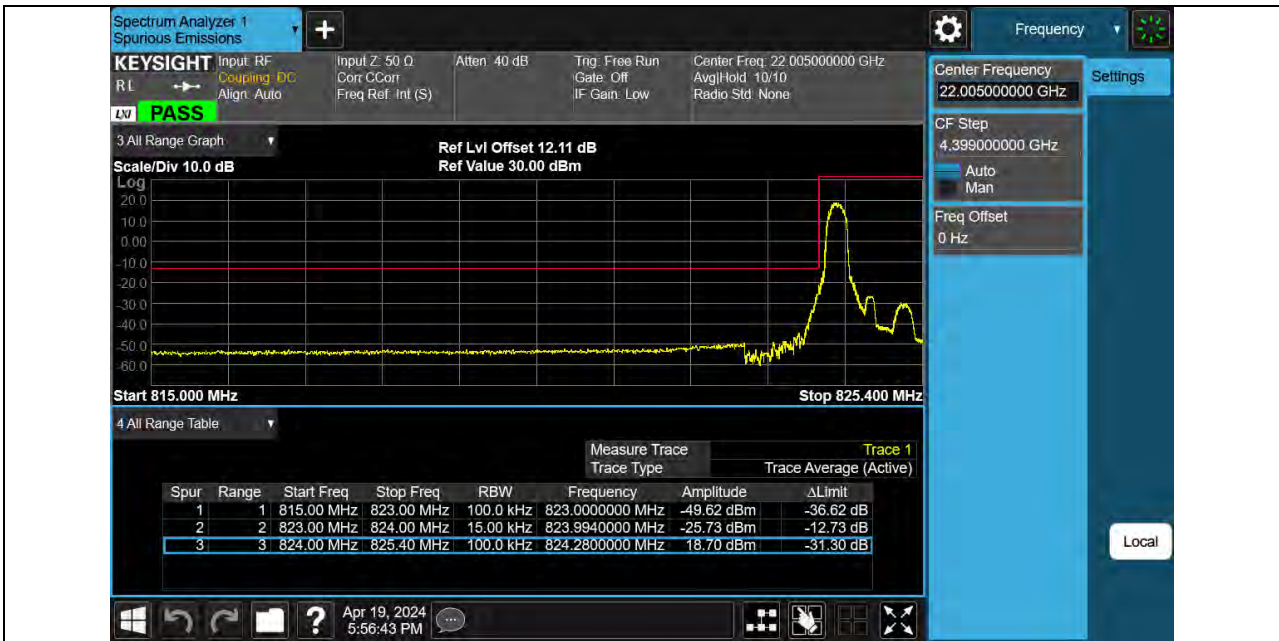 Spectrum Analyzer 1
Spurious Emissions
Frequency
KEYSIGHT
RL
LXI
PASS
Input: RF
Coupling: DC
Align: Auto
Input Z: 50 Ω
Corr CCorr
Freq Ref: Int (S)
Atten: 40 dB
Trig: Free Run
Gate: Off
IF Gain: Low
Center Freq: 22.005000000 GHz
Avg|Hold: 10/10
Radio Std: None
Center Frequency
22.005000000 GHz
Settings
CF Step
4.399000000 GHz
Auto
Man
Freq Offset
0 Hz
Local
3 All Range Graph
Ref Lvl Offset 12.11 dB
Scale/Div 10.0 dB
Ref Value 30.00 dBm
Log
20.0
10.0
0.00
-10.0
-20.0
-30.0
-40.0
-50.0
-60.0
Start 815.000 MHz
Stop 825.400 MHz
4 All Range Table
Measure Trace Trace 1
Trace Type Trace Average (Active)
Spur Range Start Freq Stop Freq RBW Frequency Amplitude ΔLimit
1 1 815.00 MHz 823.00 MHz 100.0 kHz 823.0000000 MHz -49.62 dBm -36.62 dB
2 2 823.00 MHz 824.00 MHz 15.00 kHz 823.9940000 MHz -25.73 dBm -12.73 dB
3 3 824.00 MHz 825.40 MHz 100.0 kHz 824.2800000 MHz 18.70 dBm -31.30 dB
?
Apr 19, 2024
5:56:43 PM